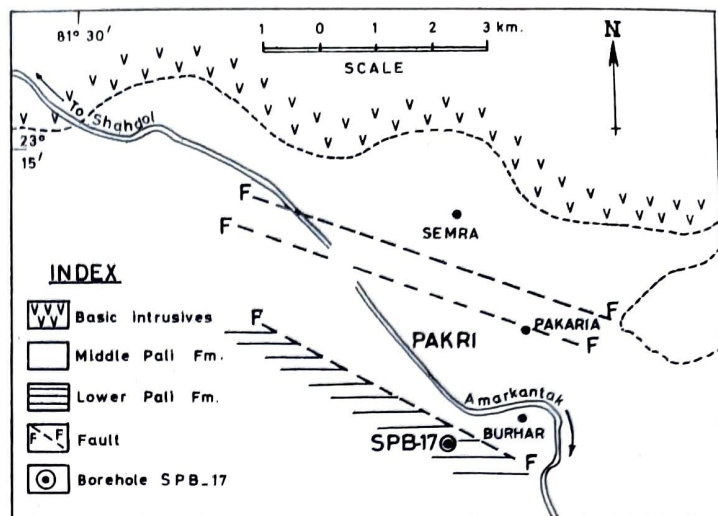 81° 30′
1 0 1 2 3 km.
SCALE
N
To Shahdol
23°
15′
F
F
SEMRA
INDEX
Basic intrusives
Middle Pali Fm.
Lower Pali Fm.
F F Fault
Borehole SPB_17
F
PAKRI
F
PAKARIA
F
Amarkantak
BURHAR
SPB-17
F